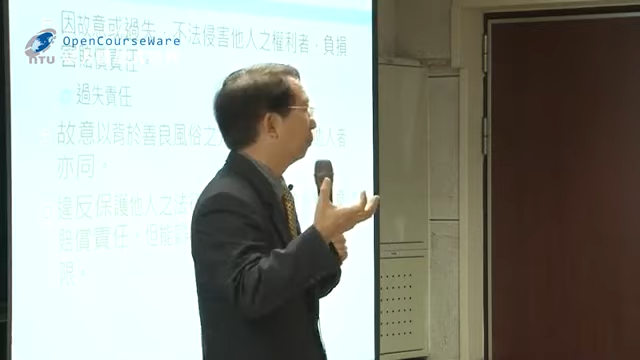 因故意或過失,不法侵害他人之權利者,負損
OpenCourseWare
NTU
害賠償責任
過失責任
故意以背於善良風俗之 人者
亦同。
違反保護他人之法
賠償責任。但能
限。